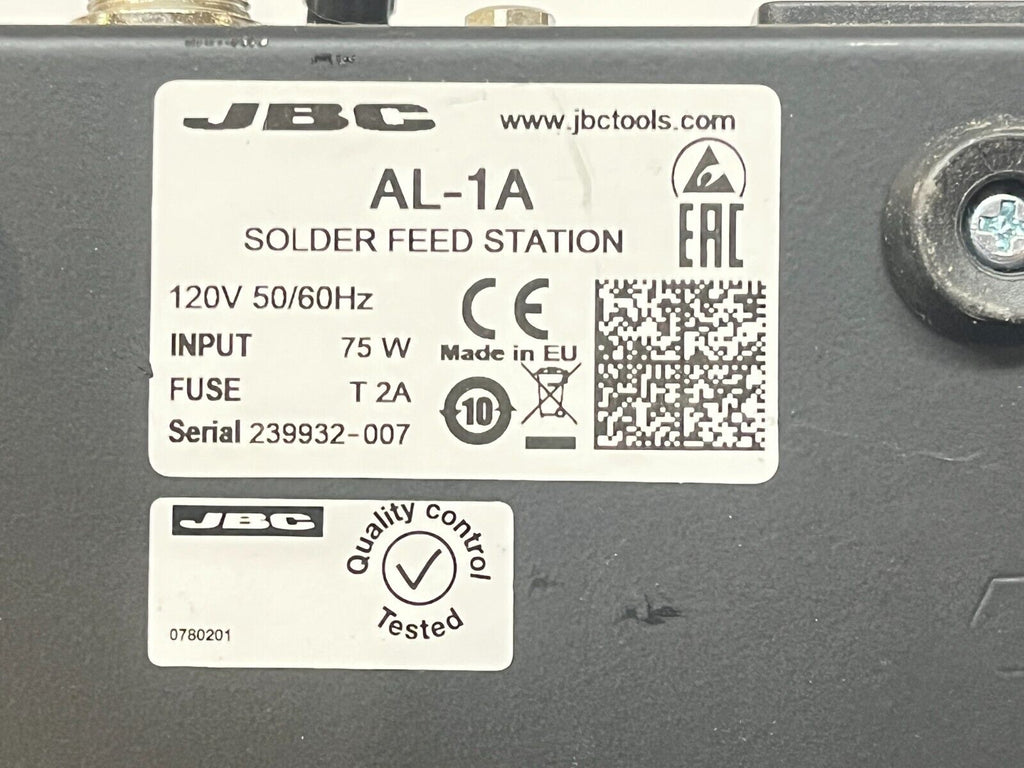 JBC
www.jbctools.com
AL-1A
SOLDER FEED STATION
EAC
120V 50/60Hz
CE
INPUT 75 W
Made in EU
FUSE T 2A
10
Serial 239932-007
JBC
Quality control
Tested
0780201